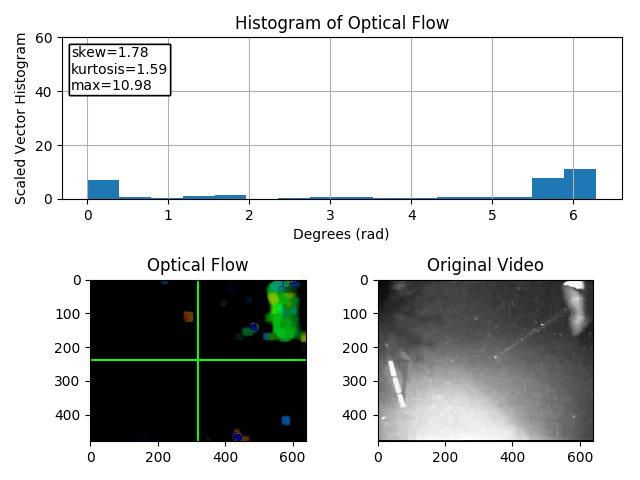 Histogram of Optical Flow
Scaled Vector Histogram
60
40
20
0
skew=1.78
kurtosis=1.59
max=10.98
0 1 2 3 4 5 6
Degrees (rad)
Optical Flow
0
100
200
300
400
0 200 400 600
Original Video
0
100
200
300
400
0 200 400 600